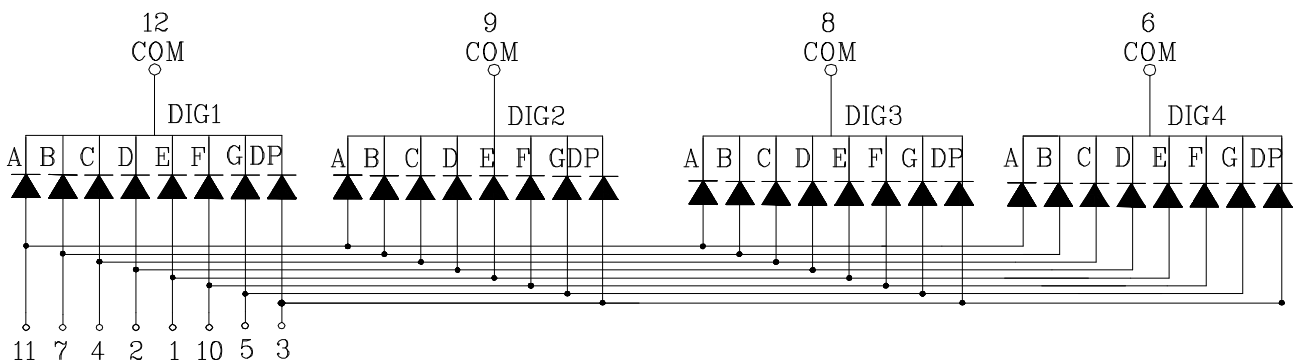 12 9 8 6
COM COM COM COM
DIG1 DIG2 DIG3 DIG4
A B C D E F G DP A B C D E F G DP A B C D E F G DP A B C D E F G DP
11 7 4 2 1 10 5 3